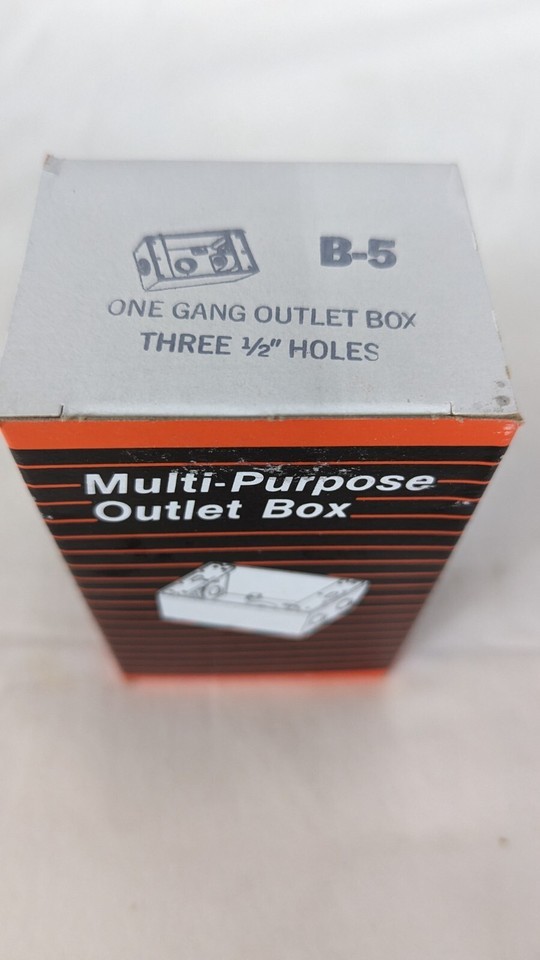 B-5
ONE GANG OUTLET BOX
THREE ½" HOLES
Multi-Purpose
Outlet Box